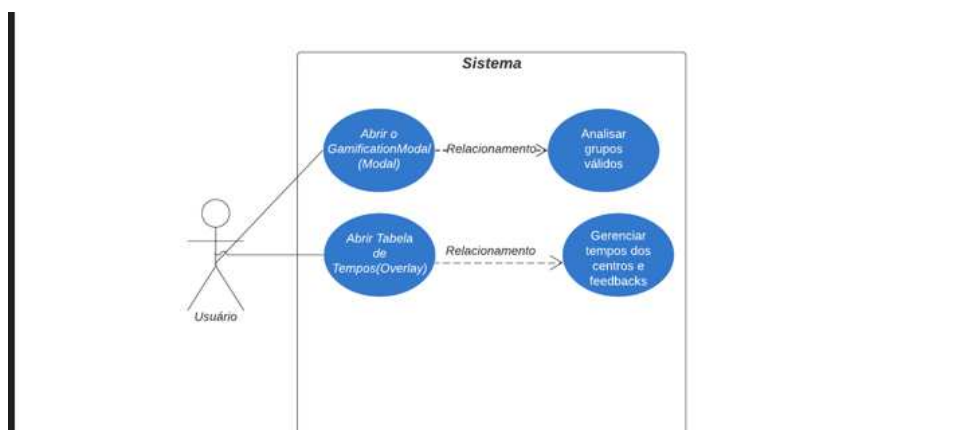 Sistema
Abrir o
GamificationModal
(Modal)
Relacionamento
Analisar
grupos
válidos
Abrir Tabela
de
Tempos(Overlay)
Relacionamento
Gerenciar
tempos dos
centros e
feedbacks
Usuário